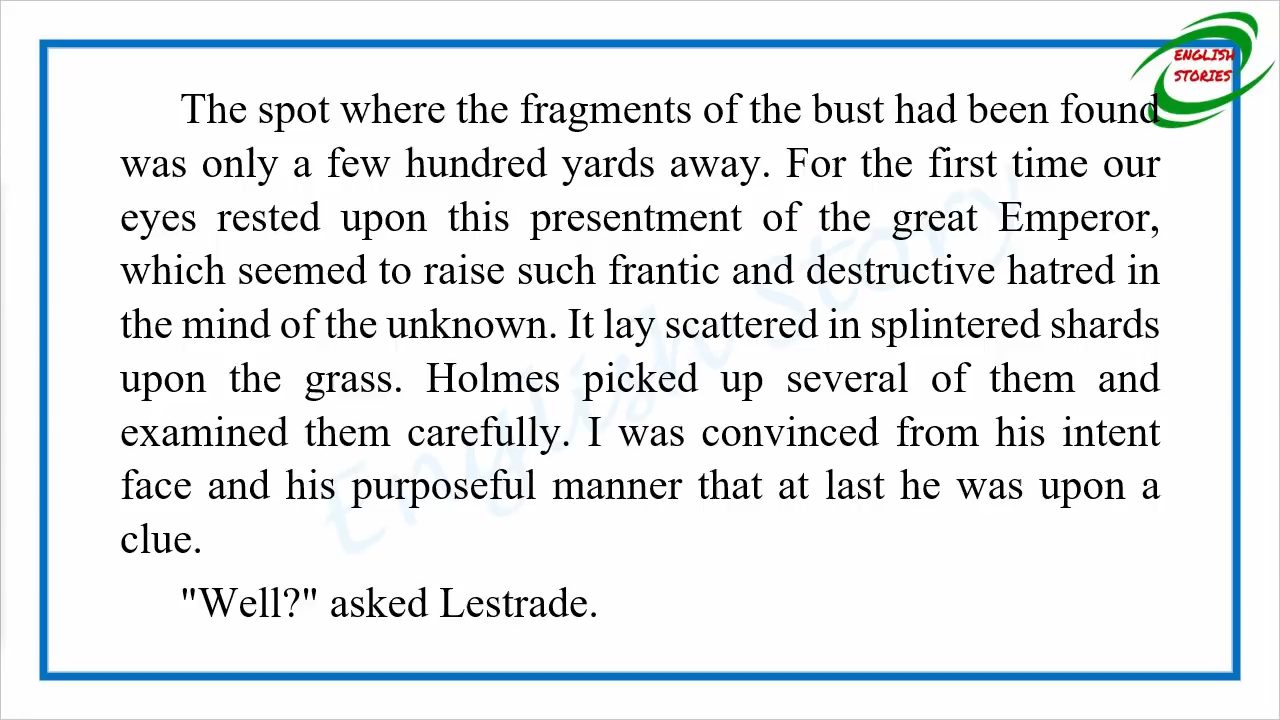 ENGLISH
STORIES
The spot where the fragments of the bust had been found
was only a few hundred yards away. For the first time our
eyes rested upon this presentment of the great Emperor,
which seemed to raise such frantic and destructive hatred in
the mind of the unknown. It lay scattered in splintered shards
upon the grass. Holmes picked up several of them and
examined them carefully. I was convinced from his intent
face and his purposeful manner that at last he was upon a
clue.
"Well?" asked Lestrade.
English Story